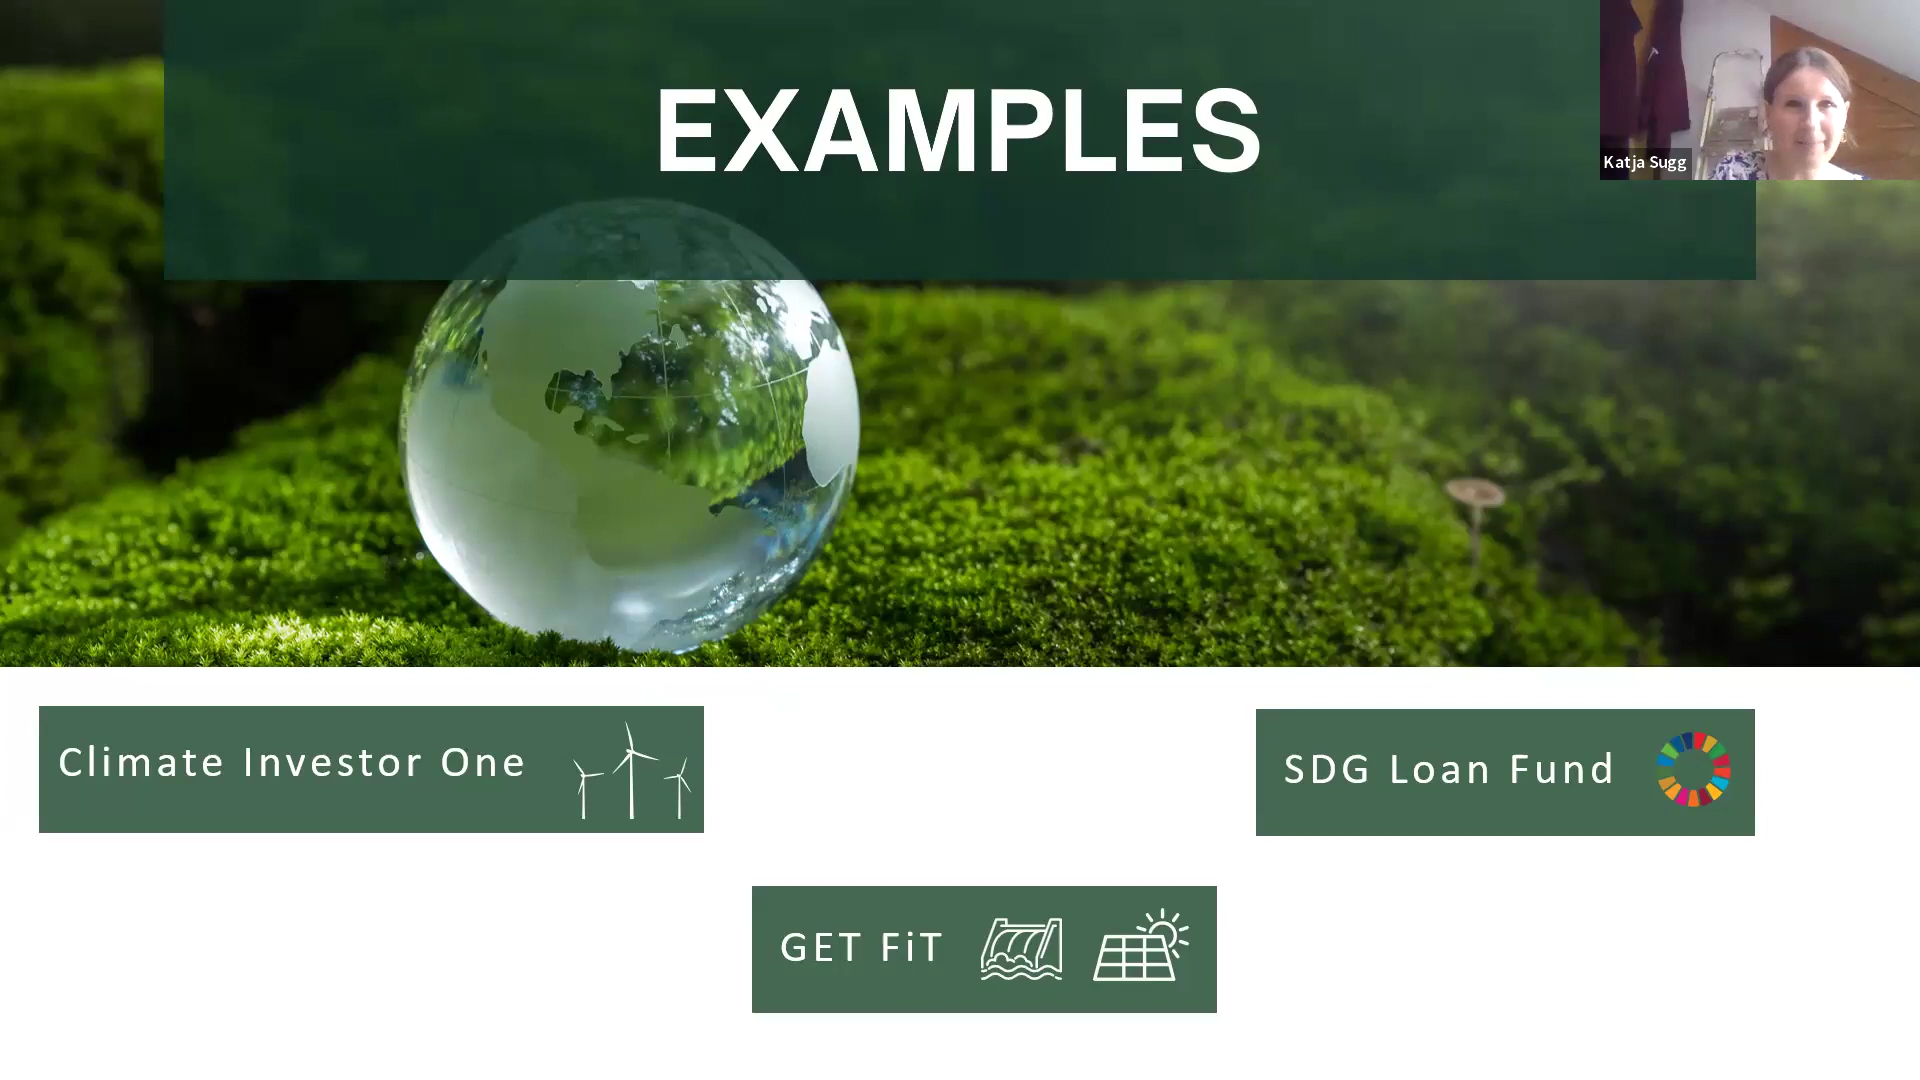 EXAMPLES
Katja Sugg
Climate Investor One
SDG Loan Fund
GET FiT